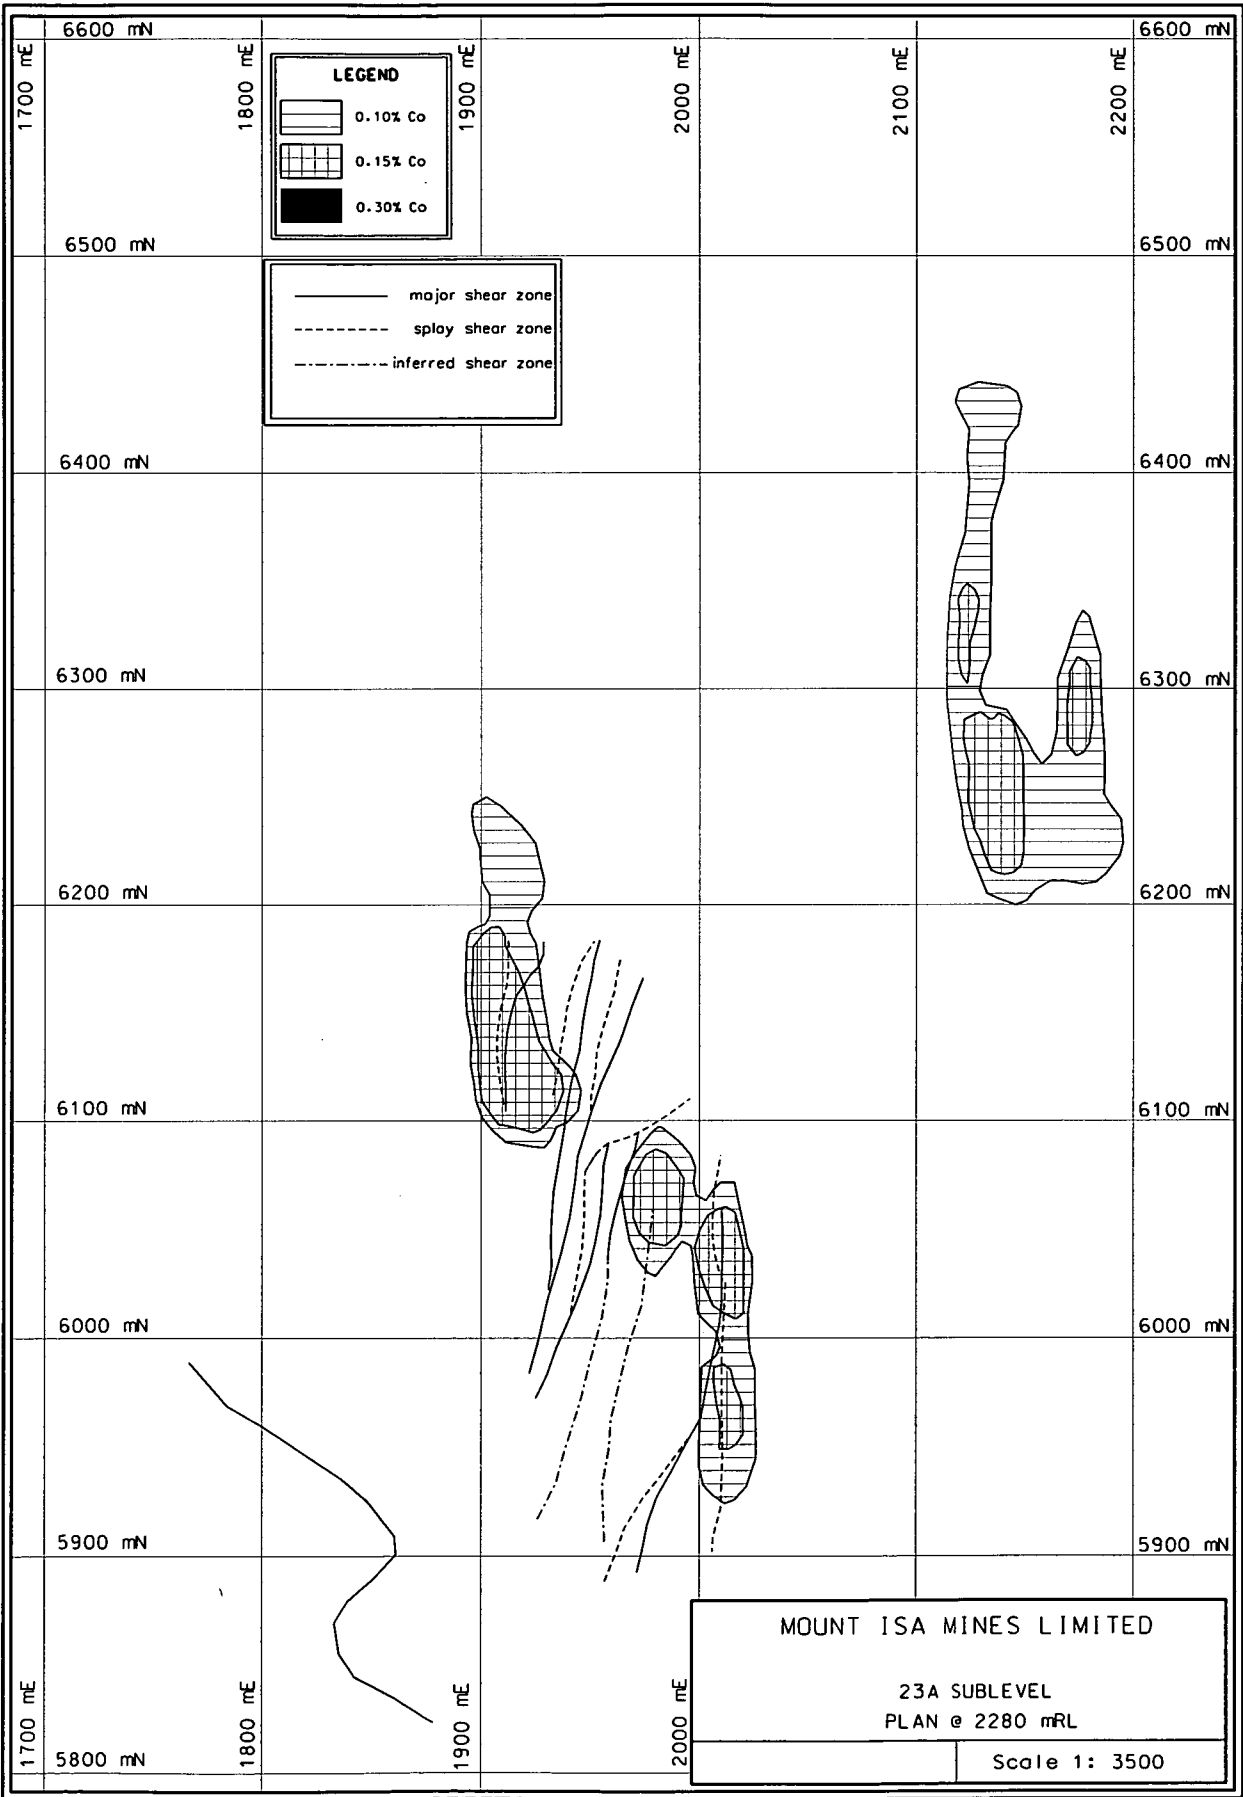 6600 mN
6600 mN
1700 mE
1800 mE
1900 mE
2000 mE
2100 mE
2200 mE
LEGEND
0.10% Co
0.15% Co
0.30% Co
6500 mN
6500 mN
major shear zone
splay shear zone
inferred shear zone
6400 mN
6400 mN
6300 mN
6300 mN
6200 mN
6200 mN
6100 mN
6100 mN
6000 mN
6000 mN
5900 mN
5900 mN
1700 mE
1800 mE
1900 mE
2000 mE
5800 mN
MOUNT ISA MINES LIMITED
23A SUBLEVEL
PLAN @ 2280 mRL
Scale 1: 3500